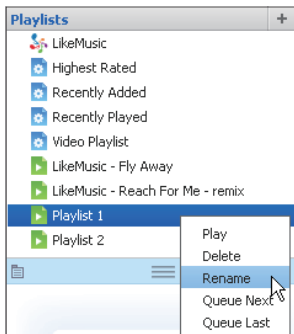 Playlists +
LikeMusic
Highest Rated
Recently Added
Recently Played
Video Playlist
LikeMusic - Fly Away
LikeMusic - Reach For Me - remix
Playlist 1
Playlist 2
Play
Delete
Rename
Queue Next
Queue Last